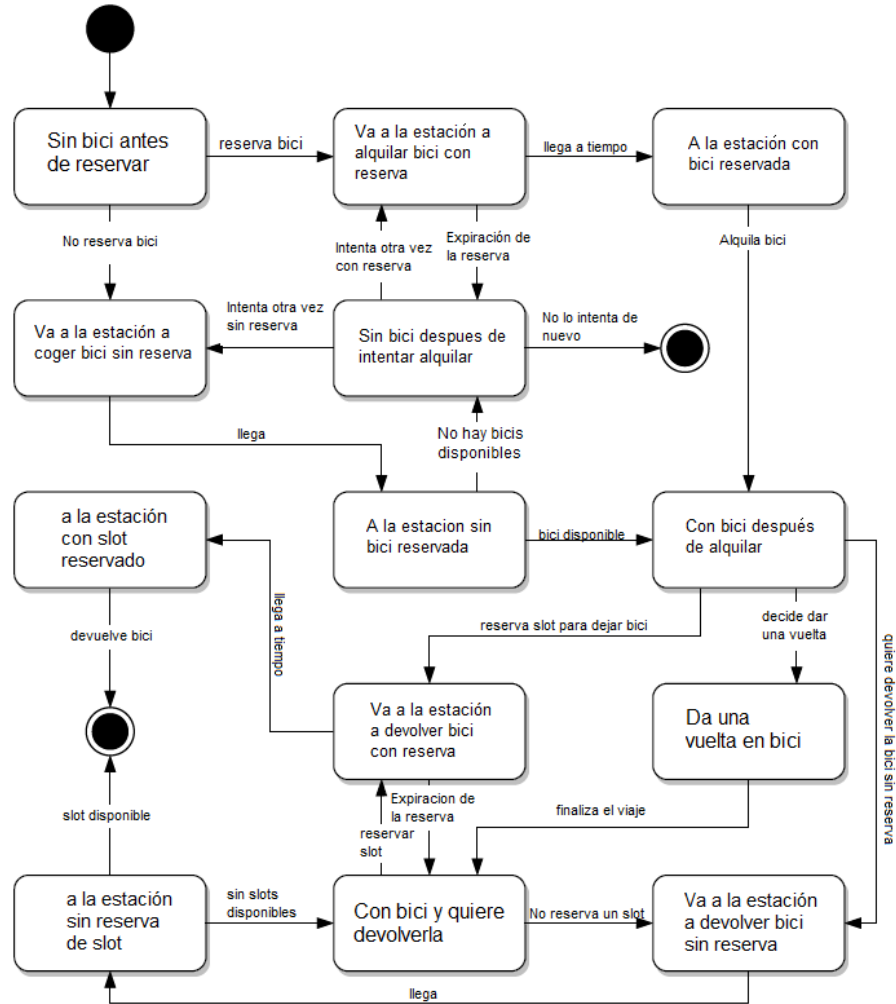 Sin bici antes
de reservar
reserva bici
Va a la estación a
alquilar bici con
reserva
llega a tiempo
A la estación con
bici reservada
No reserva bici
Intenta otra vez
con reserva
Expiración de
la reserva
Alquila bici
Va a la estación a
coger bici sin reserva
Intenta otra vez
sin reserva
Sin bici despues de
intentar alquilar
No lo intenta de
nuevo
llega
No hay bicis
disponibles
a la estación
con slot
reservado
A la estacion sin
bici reservada
bici disponible
Con bici después
de alquilar
devuelve bici
llega a tiempo
reserva slot para dejar bici
decide dar
una vuelta
quiere devolver la bici sin reserva
Va a la estación
a devolver bici
con reserva
Da una
vuelta en bici
slot disponible
Expiracion de
la reserva
reservar
slot
finaliza el viaje
a la estación
sin reserva
de slot
sin slots
disponibles
Con bici y quiere
devolverla
No reserva un slot
Va a la estación
a devolver bici
sin reserva
llega